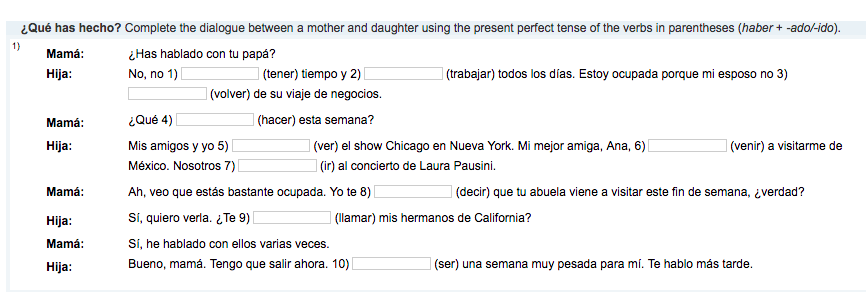 ¿Qué has hecho? Complete the dialogue between a mother and daughter using the present perfect tense of the verbs in parentheses (haber + -ado/-ido).
1)
Mamá: ¿Has hablado con tu papá?
Hija: No, no 1) (tener) tiempo y 2) (trabajar) todos los días. Estoy ocupada porque mi esposo no 3)
(volver) de su viaje de negocios.
Mamá: ¿Qué 4) (hacer) esta semana?
Hija: Mis amigos y yo 5) (ver) el show Chicago en Nueva York. Mi mejor amiga, Ana, 6) (venir) a visitarme de
México. Nosotros 7) (ir) al concierto de Laura Pausini.
Mamá: Ah, veo que estás bastante ocupada. Yo te 8) (decir) que tu abuela viene a visitar este fin de semana, ¿verdad?
Hija: Sí, quiero verla. ¿Te 9) (llamar) mis hermanos de California?
Mamá: Sí, he hablado con ellos varias veces.
Hija: Bueno, mamá. Tengo que salir ahora. 10) (ser) una semana muy pesada para mí. Te hablo más tarde.